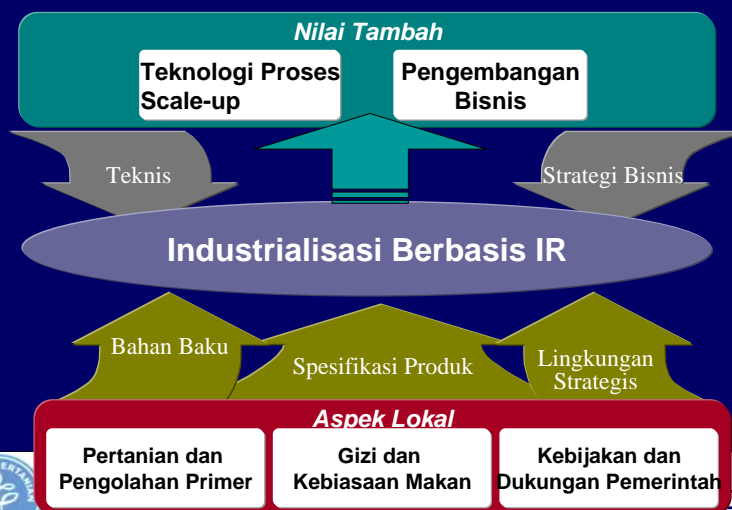 Nilai Tambah
Teknologi Proses
Scale-up
Pengembangan
Bisnis
Teknis
Strategi Bisnis
Industrialisasi Berbasis IR
Bahan Baku
Spesifikasi Produk
Lingkungan
Strategis
Aspek Lokal
Pertanian dan
Pengolahan Primer
Gizi dan
Kebiasaan Makan
Kebijakan dan
Dukungan Pemerintah